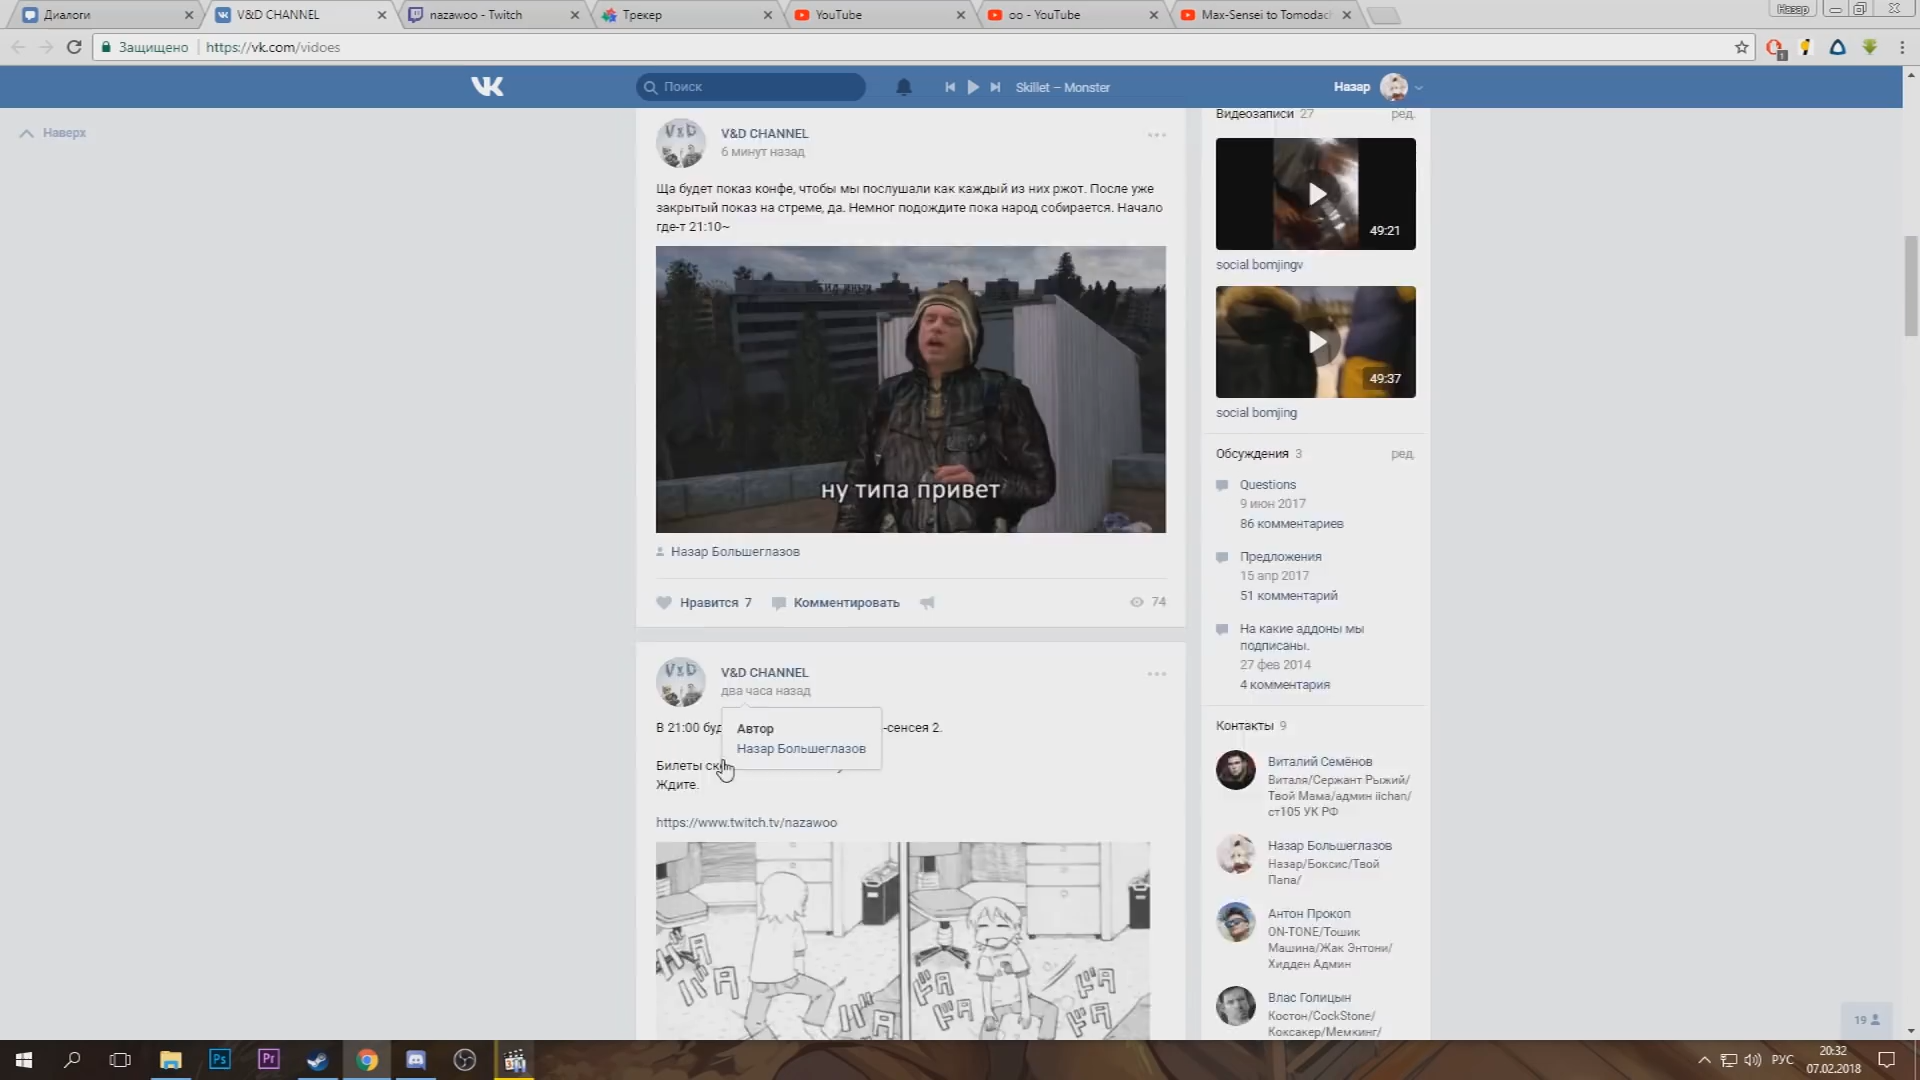 Диалоги
V&D CHANNEL
nazawoo - Twitch
Трекер
YouTube
oo - YouTube
Max-Sensei to Tomodac
Назар
Защищено
https://vk.com/vidoes
1
Поиск
Skillet – Monster
Назар
Наверх
V&D
V&D CHANNEL
6 минут назад
Ща будет показ конфе, чтобы мы послушали как каждый из них ржот. После уже
закрытый показ на стреме, да. Немног подождите пока народ собирается. Начало
где-т 21:10~
ну типа привет
Назар Большеглазов
Нравится 7
Комментировать
74
V&D
V&D CHANNEL
два часа назад
В 21:00 буд
-сенсея 2.
Автор
Назар Большеглазов
Билеты ск
Ждите.
https://www.twitch.tv/nazawoo
Видеозаписи 27
ред.
49:21
social bomjingv
49:37
social bomjing
Обсуждения 3
ред.
Questions
9 июн 2017
86 комментариев
Предложения
15 апр 2017
51 комментарий
На какие аддоны мы
подписаны.
27 фев 2014
4 комментария
Контакты 9
Виталий Семёнов
Виталя/Сержант Рыжий/
Твой Мама/админ iichan/
ст105 УК РФ
Назар Большеглазов
Назар/Боксис/Твой
Папа/
Антон Прокоп
ON-TONE/Тошик
Машина/Жак Энтони/
Хидден Админ
Влас Голицын
Костон/CockStone/
Коксакер/Мемкинг/
19
Ps
Pr
РУС
20:32
07.02.2018